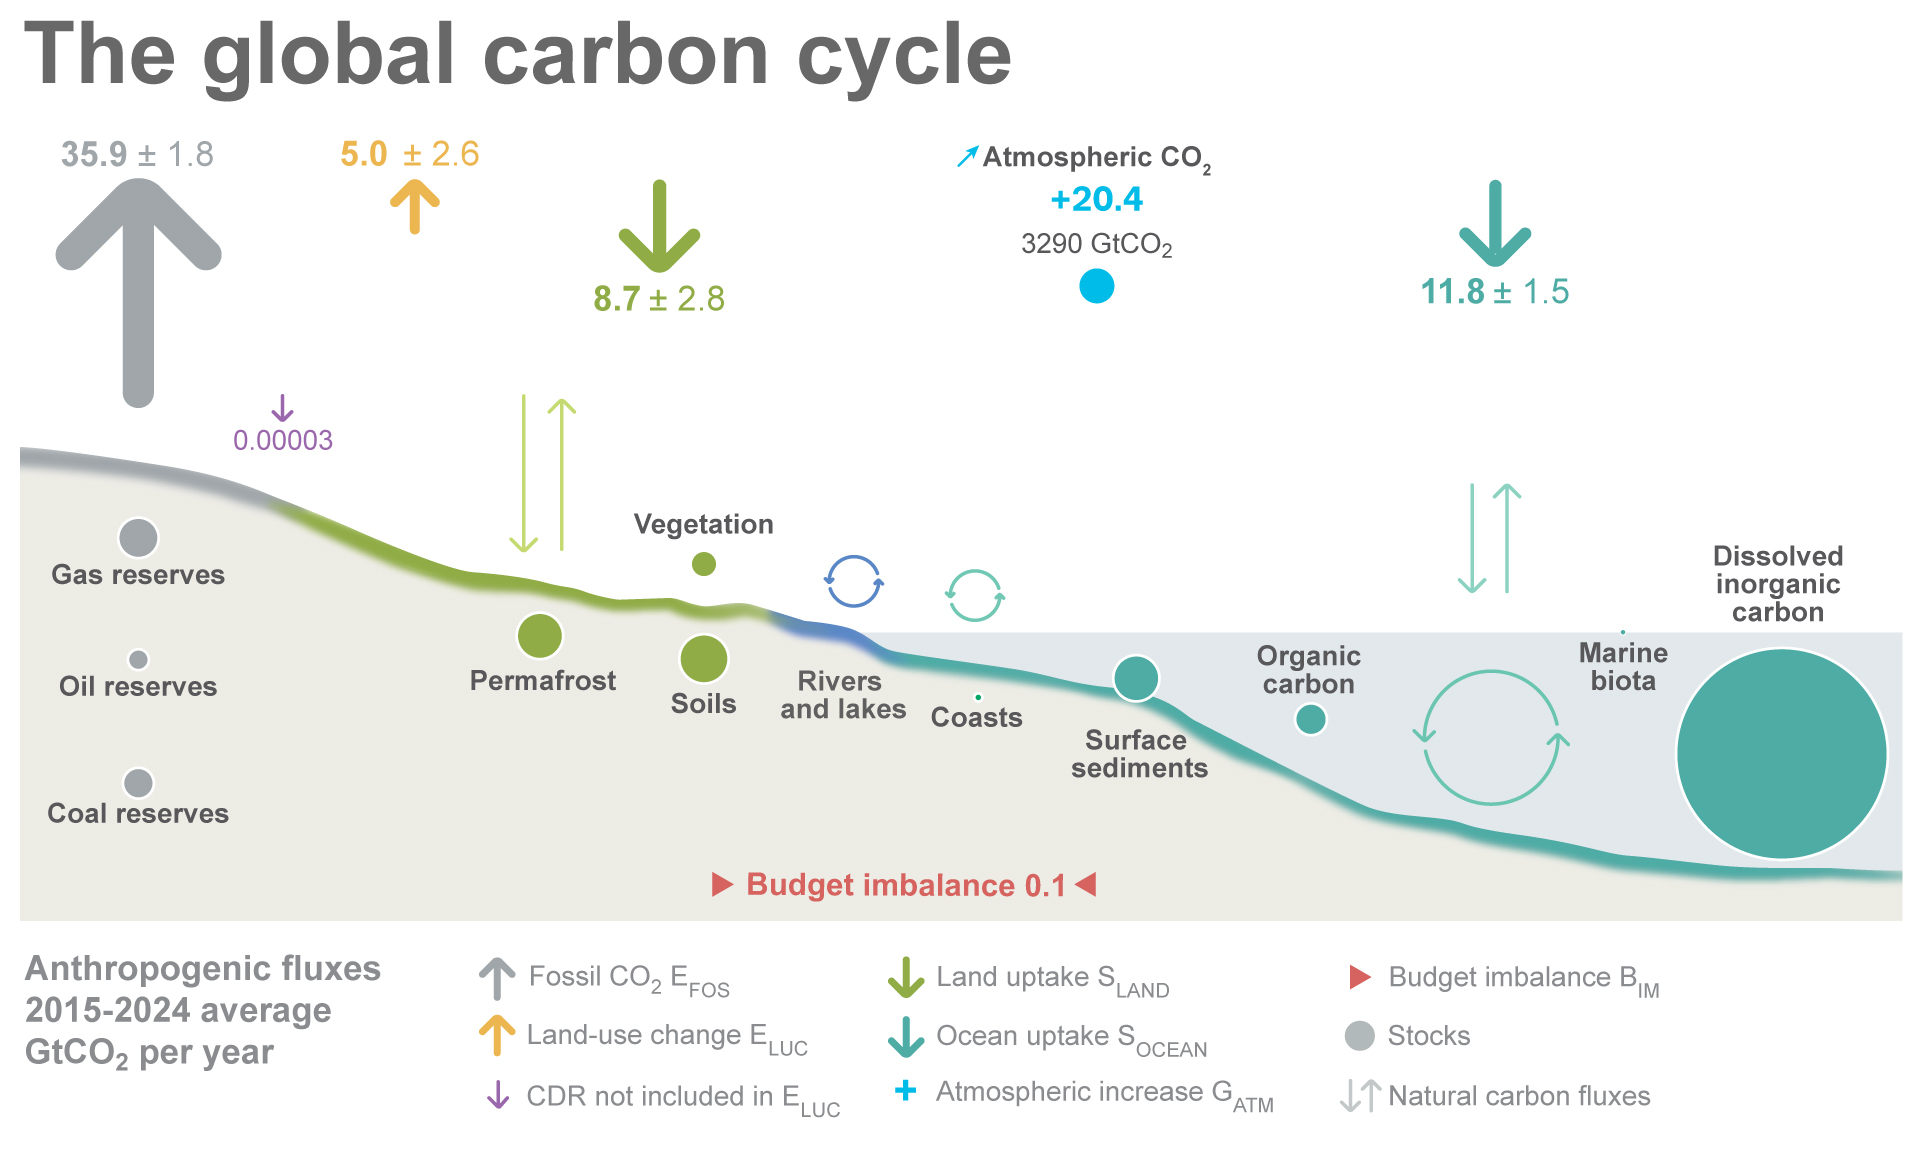 The global carbon cycle
35.9 ± 1.8
5.0 ± 2.6
8.7 ± 2.8
Atmospheric CO₂
+20.4
3290 GtCO₂
11.8 ± 1.5
0.00003
Gas reserves
Oil reserves
Coal reserves
Permafrost
Vegetation
Soils
Rivers
and lakes
Coasts
Surface
sediments
Organic
carbon
Marine
biota
Dissolved
inorganic
carbon
Budget imbalance 0.1
Anthropogenic fluxes
2015-2024 average
GtCO₂ per year
Fossil CO₂ EFOS
Land-use change ELUC
CDR not included in ELUC
Land uptake SLAND
Ocean uptake SOCEAN
Atmospheric increase GATM
Budget imbalance BIM
Stocks
Natural carbon fluxes